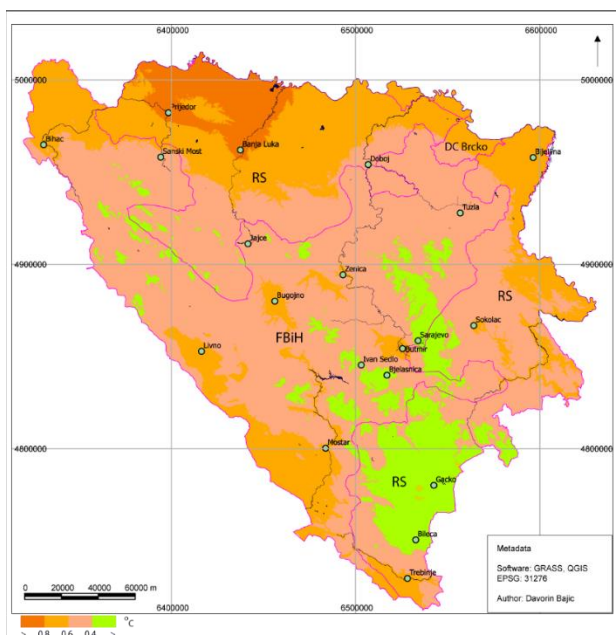 6400000 6500000 6600000
5000000 5000000
Prijedor
Bihac
Sanski Most
Banja Luka
Doboj
DC Brcko
Bijeljina
RS
Tuzla
Jajce
4900000 4900000
Zenica
RS
Bugojno
Sokolac
FBiH
Sarajevo
Butmir
Livno
Ivan Sedlo
Bjelasnica
4800000 4800000
Mostar
RS
Gacko
Bileca
Trebinje
Metadata
Software: GRASS, QGIS
EPSG: 31276
Author: Davorin Bajic
0 20000 40000 60000 m
6400000 6500000 6600000
°C
> 0.8 0.6 0.4 >